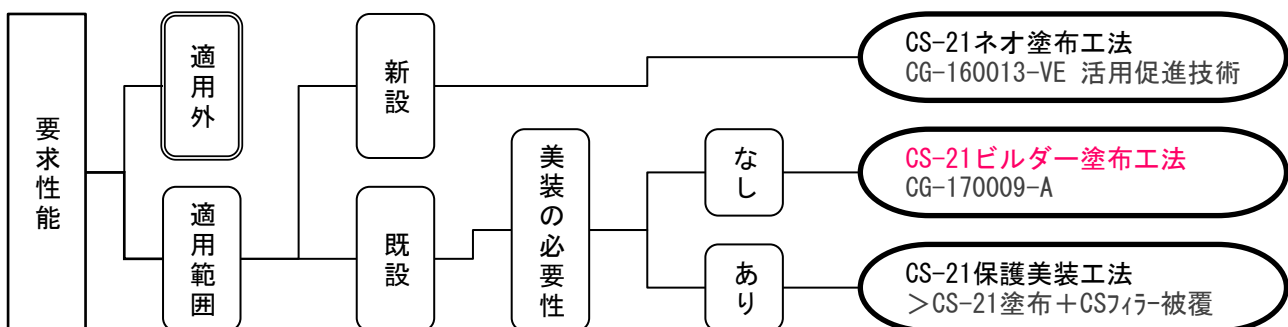 要求性能
適用外
適用範囲
新設
既設
美装の必要性
なし
あり
CS-21ネオ塗布工法
CG-160013-VE 活用促進技術
CS-21ビルダー塗布工法
CG-170009-A
CS-21保護美装工法
＞CS-21塗布＋CSﾌｨﾗｰ被覆